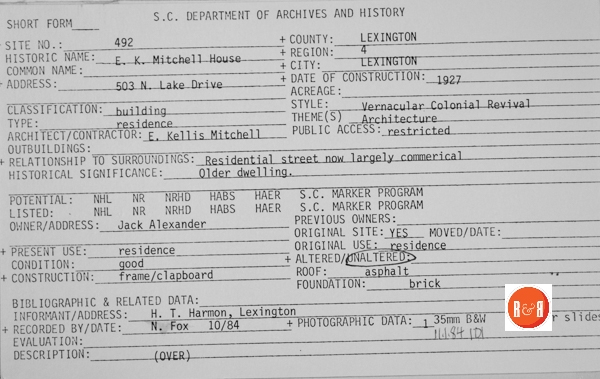 S.C. DEPARTMENT OF ARCHIVES AND HISTORY
SHORT FORM
SITE NO.: 492 + COUNTY: LEXINGTON
HISTORIC NAME: E. K. Mitchell House + REGION: 4
COMMON NAME: + CITY: LEXINGTON
+ ADDRESS: 503 N. Lake Drive + DATE OF CONSTRUCTION: 1927
ACREAGE:
CLASSIFICATION: building STYLE: Vernacular Colonial Revival
TYPE: residence THEME(S) Architecture
ARCHITECT/CONTRACTOR: E. Kellis Mitchell PUBLIC ACCESS: restricted
OUTBUILDINGS:
+ RELATIONSHIP TO SURROUNDINGS: Residential street now largely commerical
HISTORICAL SIGNIFICANCE: Older dwelling.
POTENTIAL: NHL NR NRHD HABS HAER S.C. MARKER PROGRAM
LISTED: NHL NR NRHD HABS HAER S.C. MARKER PROGRAM
OWNER/ADDRESS: Jack Alexander PREVIOUS OWNERS:
ORIGINAL SITE: YES MOVED/DATE:
+ PRESENT USE: residence ORIGINAL USE: residence
CONDITION: good + ALTERED/UNALTERED:
+ CONSTRUCTION: frame/clapboard ROOF: asphalt
FOUNDATION: brick
BIBLIOGRAPHIC & RELATED DATA:
INFORMANT/ADDRESS: H. T. Harmon, Lexington
+ RECORDED BY/DATE: N. Fox 10/84 + PHOTOGRAPHIC DATA: 1 35mm B&W r slides
EVALUATION:
DESCRIPTION: (OVER)
R&R